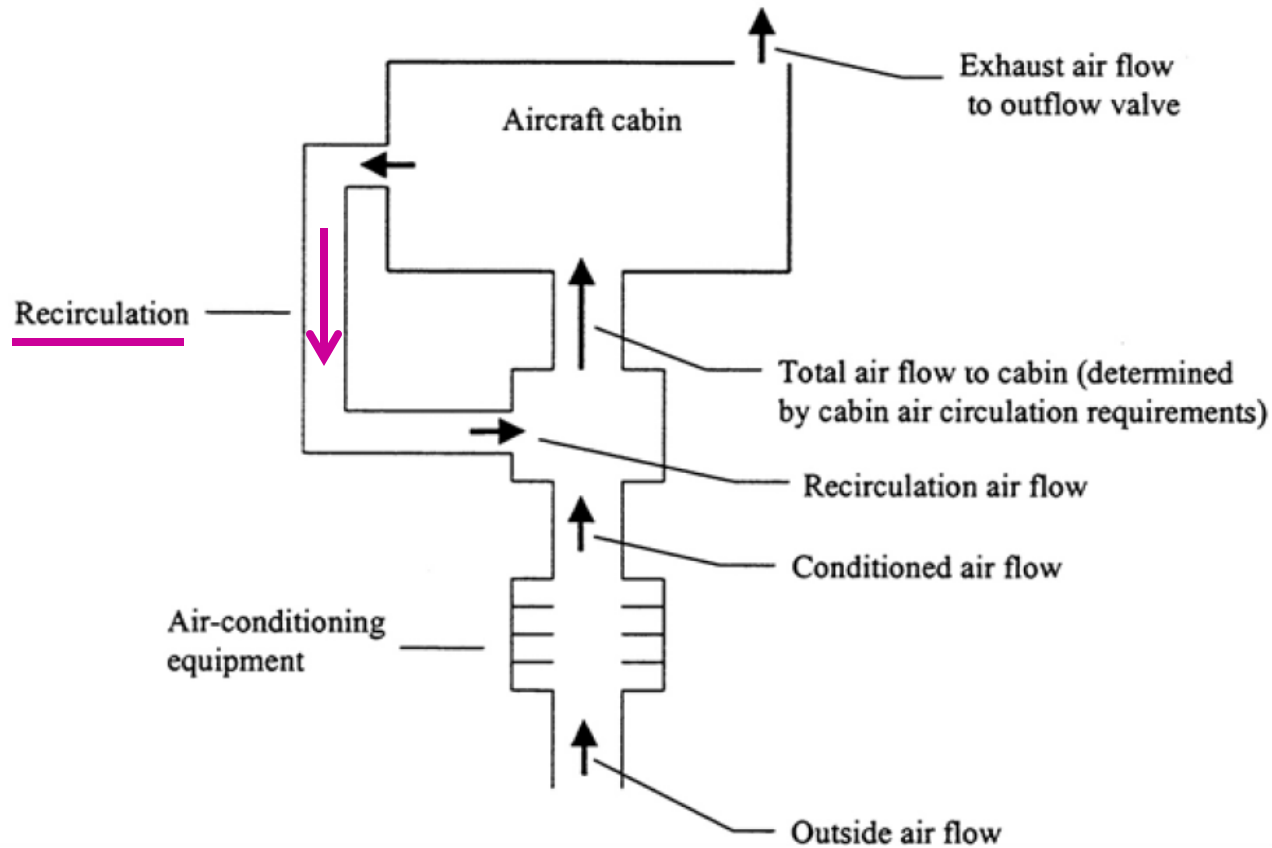 Exhaust air flow
to outflow valve
Aircraft cabin
Recirculation
Total air flow to cabin (determined
by cabin air circulation requirements)
Recirculation air flow
Conditioned air flow
Air-conditioning
equipment
Outside air flow